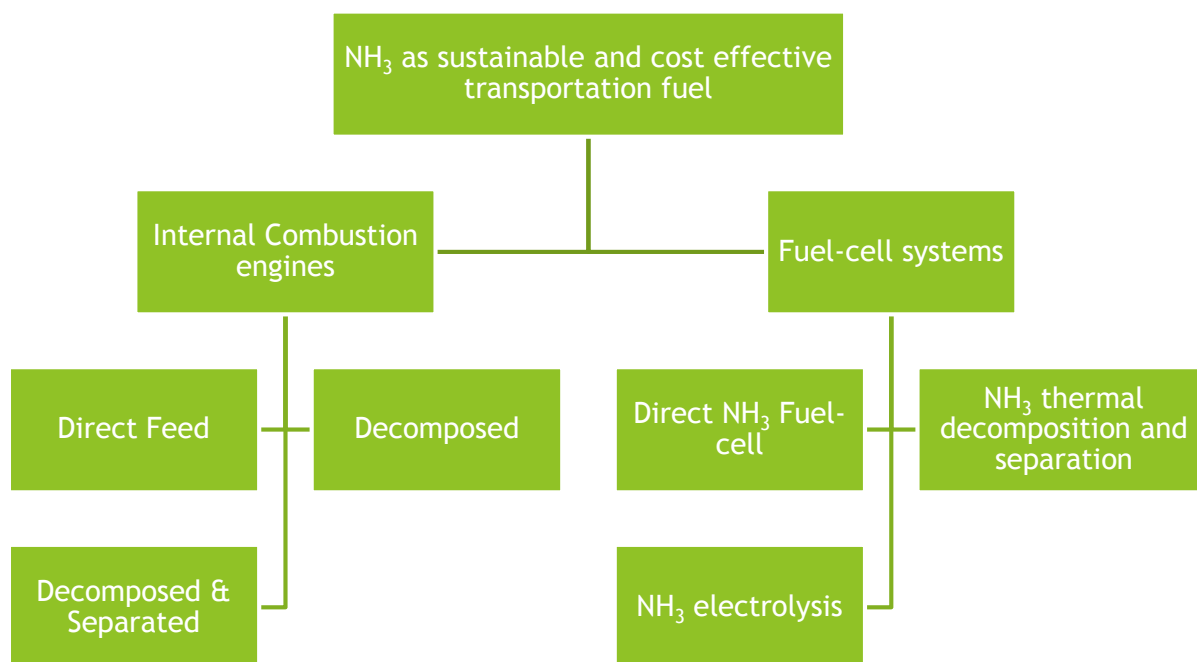 NH₃ as sustainable and cost effective
transportation fuel
Internal Combustion
engines
Fuel-cell systems
Direct Feed
Decomposed
Direct NH₃ Fuel-
cell
NH₃ thermal
decomposition and
separation
Decomposed &
Separated
NH₃ electrolysis